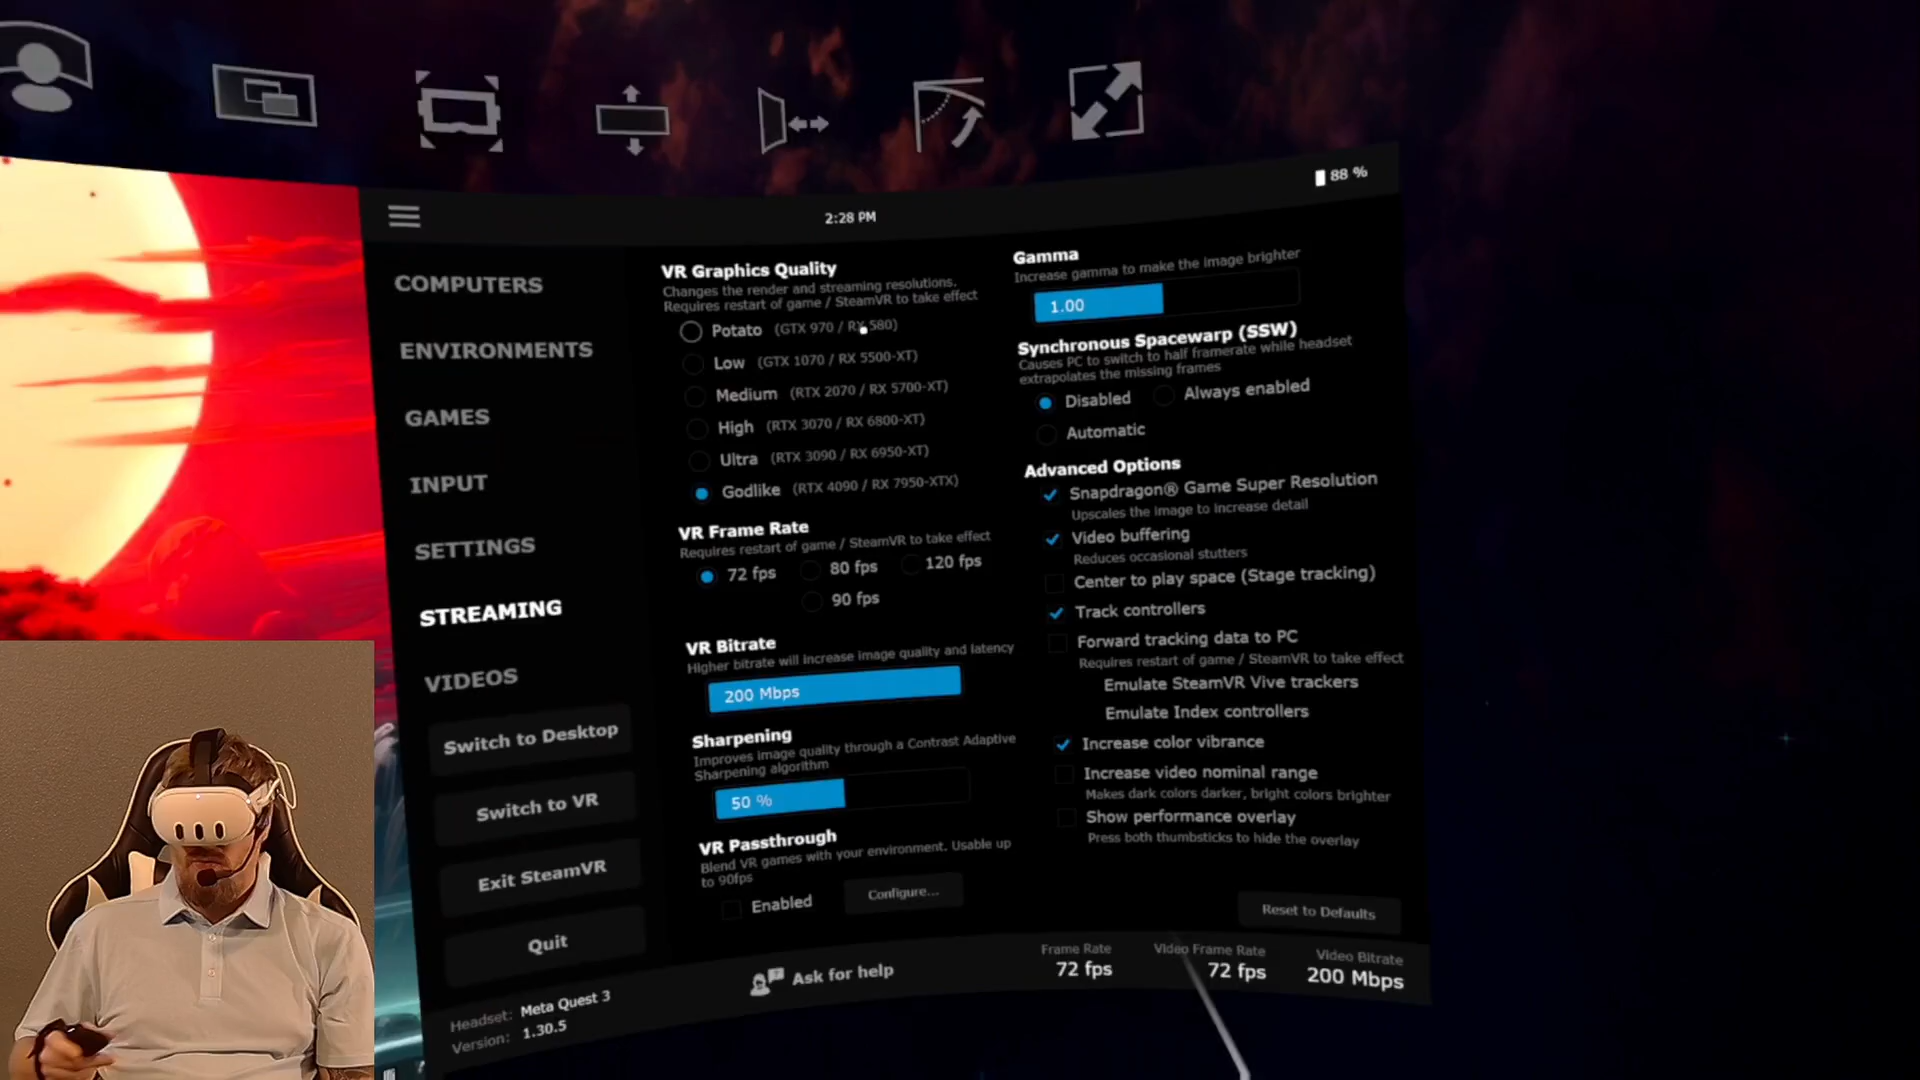 88 %
2:28 PM
COMPUTERS
ENVIRONMENTS
GAMES
INPUT
SETTINGS
STREAMING
VIDEOS
Switch to Desktop
Switch to VR
Exit SteamVR
Quit
VR Graphics Quality
Changes the render and streaming resolutions.
Requires restart of game / SteamVR to take effect
Potato (GTX 970 / RX 580)
Low (GTX 1070 / RX 5500-XT)
Medium (RTX 2070 / RX 5700-XT)
High (RTX 3070 / RX 6800-XT)
Ultra (RTX 3090 / RX 6950-XT)
Godlike (RTX 4090 / RX 7950-XTX)
VR Frame Rate
Requires restart of game / SteamVR to take effect
72 fps 80 fps 120 fps
90 fps
VR Bitrate
Higher bitrate will increase image quality and latency
200 Mbps
Sharpening
Improves image quality through a Contrast Adaptive
Sharpening algorithm
50 %
VR Passthrough
Blend VR games with your environment. Usable up
to 90fps
Enabled Configure...
Gamma
Increase gamma to make the image brighter
1.00
Synchronous Spacewarp (SSW)
Causes PC to switch to half framerate while headset
extrapolates the missing frames
Disabled Always enabled
Automatic
Advanced Options
Snapdragon® Game Super Resolution
Upscales the image to increase detail
Video buffering
Reduces occasional stutters
Center to play space (Stage tracking)
Track controllers
Forward tracking data to PC
Requires restart of game / SteamVR to take effect
Emulate SteamVR Vive trackers
Emulate Index controllers
Increase color vibrance
Increase video nominal range
Makes dark colors darker, bright colors brighter
Show performance overlay
Press both thumbsticks to hide the overlay
Reset to Defaults
Headset: Meta Quest 3
Version: 1.30.5
Ask for help
Frame Rate
72 fps
Video Frame Rate
72 fps
Video Bitrate
200 Mbps